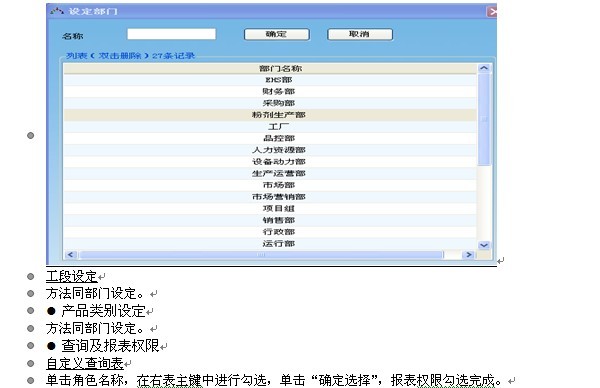 设定部门
名称
确定
取消
列表（双击删除）27条记录
部门名称
EHS部
财务部
采购部
粉剂生产部
工厂
品控部
人力资源部
设备动力部
生产运营部
市场部
市场营销部
项目组
销售部
行政部
运行部
工段设定
方法同部门设定。
● 产品类别设定
方法同部门设定。
● 查询及报表权限
自定义查询表
单击角色名称，在右表主键中进行勾选，单击“确定选择”，报表权限勾选完成。